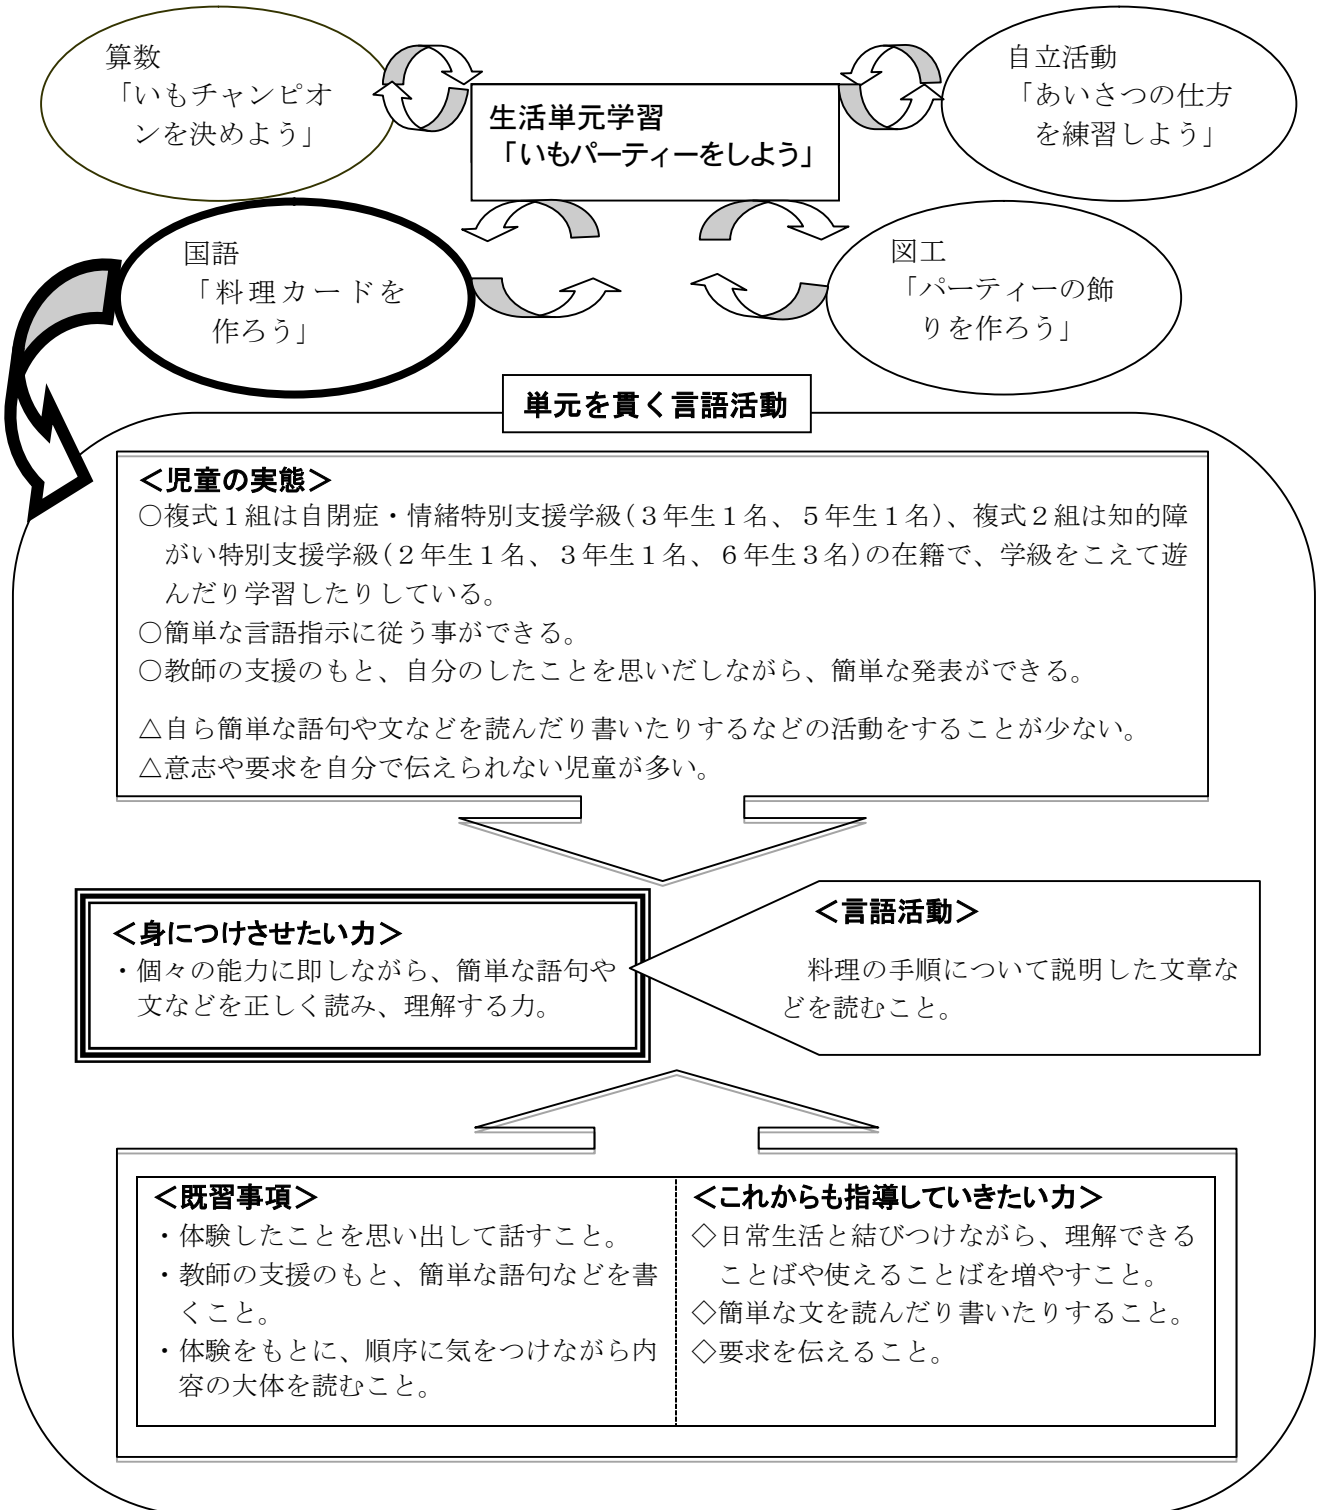 算数
「いもチャンピオ
ンを決めよう」
生活単元学習
「いもパーティーをしよう」
自立活動
「あいさつの仕方
を練習しよう」
国語
「料理カードを
作ろう」
図工
「パーティーの飾
りを作ろう」
単元を貫く言語活動
＜児童の実態＞
○複式１組は自閉症・情緒特別支援学級(３年生１名、５年生１名)、複式２組は知的障
がい特別支援学級(２年生１名、３年生１名、６年生３名)の在籍で、学級をこえて遊
んだり学習したりしている。
○簡単な言語指示に従う事ができる。
○教師の支援のもと、自分のしたことを思いだしながら、簡単な発表ができる。
△自ら簡単な語句や文などを読んだり書いたりするなどの活動をすることが少ない。
△意志や要求を自分で伝えられない児童が多い。
＜身につけさせたい力＞
・個々の能力に即しながら、簡単な語句や
文などを正しく読み、理解する力。
＜言語活動＞
料理の手順について説明した文章な
どを読むこと。
＜既習事項＞
・体験したことを思い出して話すこと。
・教師の支援のもと、簡単な語句などを書
くこと。
・体験をもとに、順序に気をつけながら内
容の大体を読むこと。
＜これからも指導していきたい力＞
◇日常生活と結びつけながら、理解できる
ことばや使えることばを増やすこと。
◇簡単な文を読んだり書いたりすること。
◇要求を伝えること。